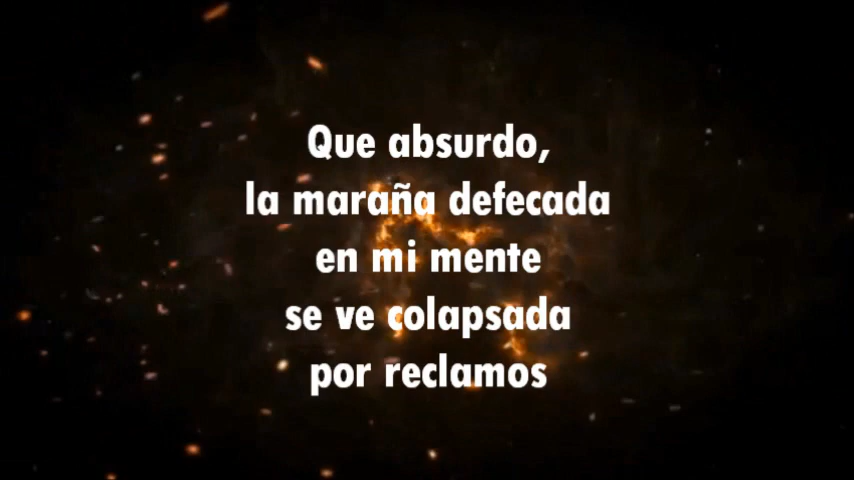 Que absurdo,
la maraña defecada
en mi mente
se ve colapsada
por reclamos